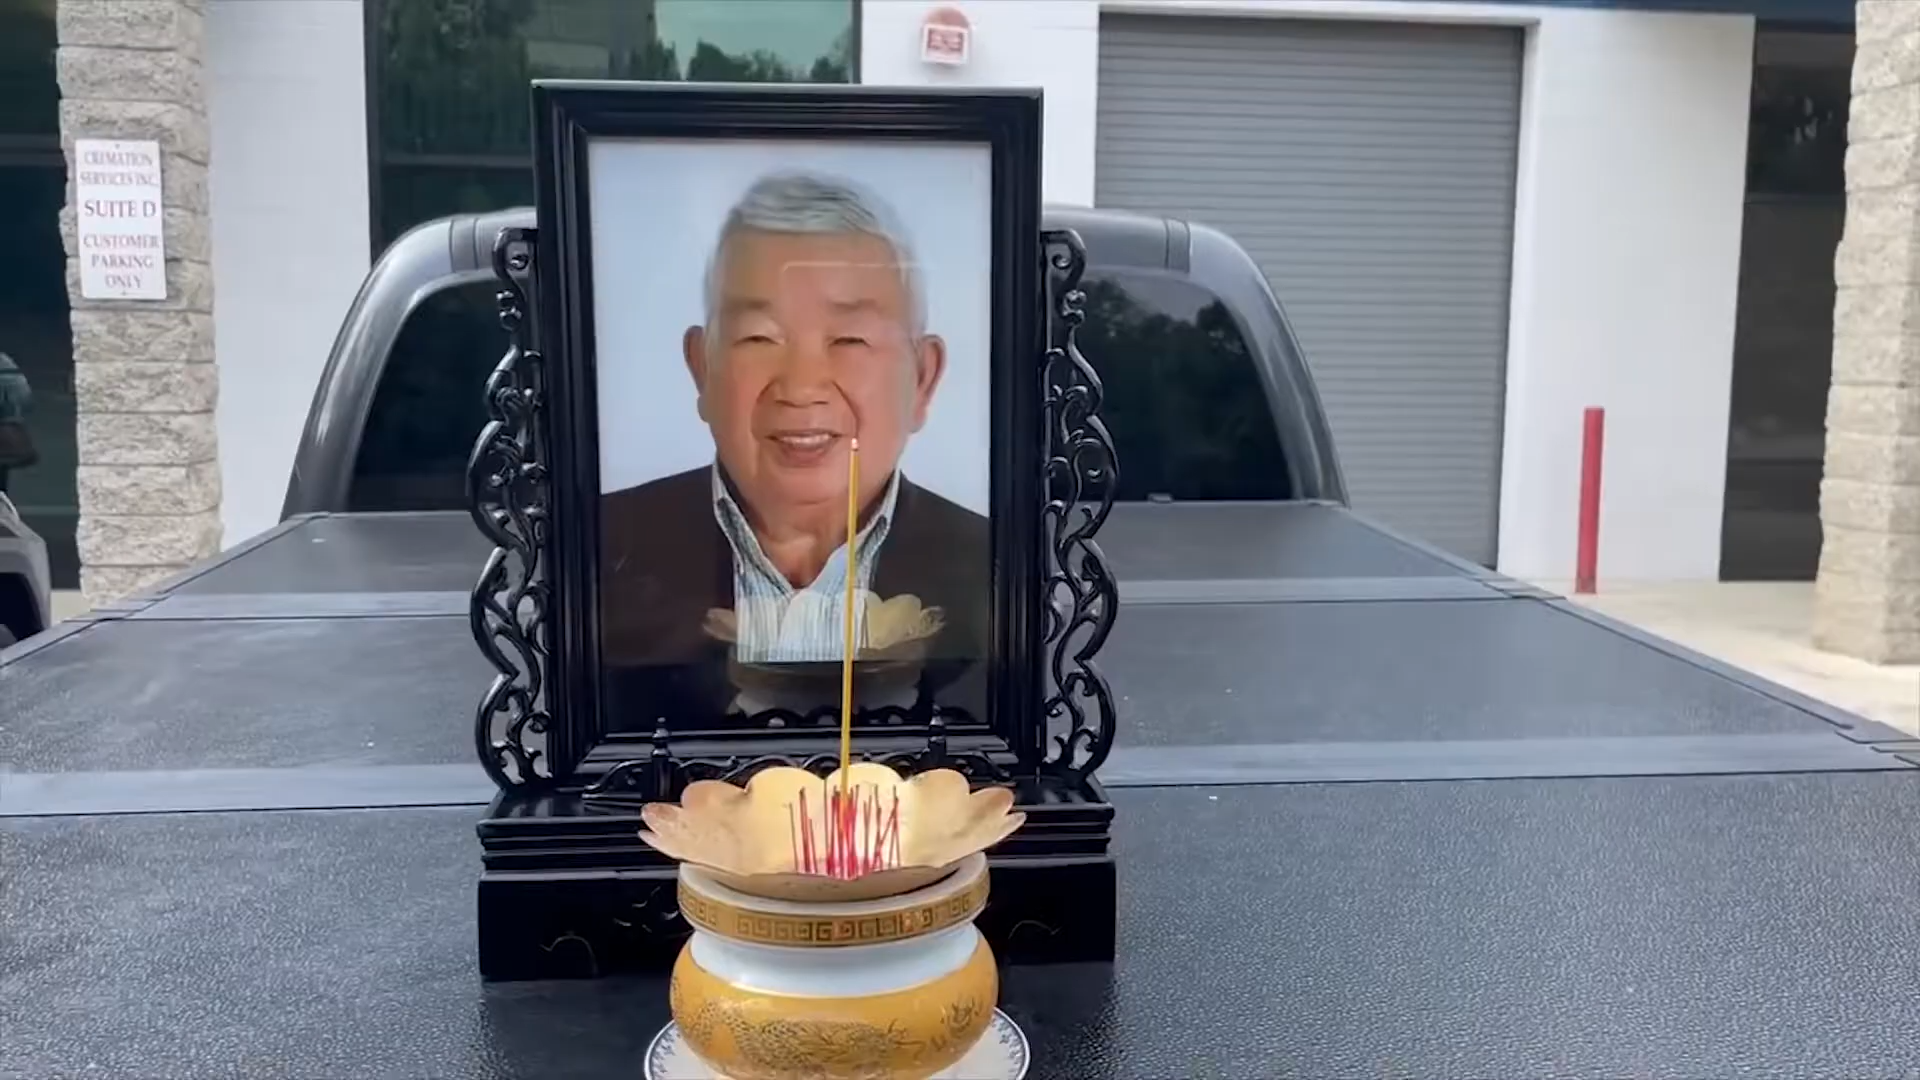 CREMATION
SERVICES INC.
SUITE D
CUSTOMER
PARKING
ONLY